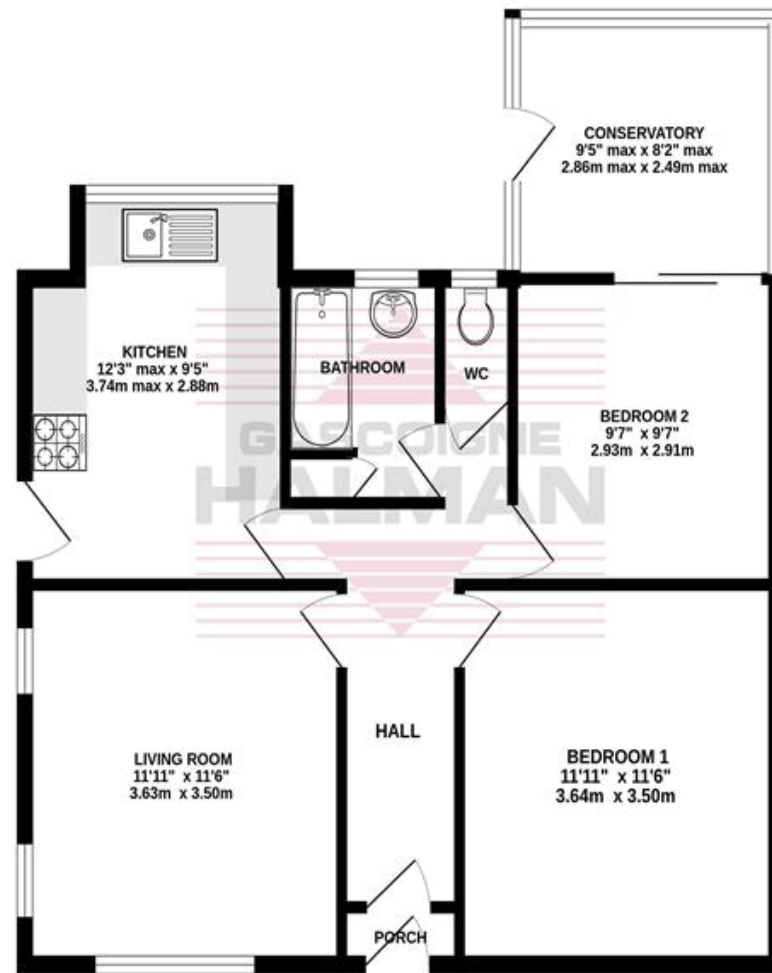 CONSERVATORY
9'5" max x 8'2" max
2.86m max x 2.49m max
KITCHEN
12'3" max x 9'5"
3.74m max x 2.88m
BATHROOM
WC
BEDROOM 2
9'7" x 9'7"
2.93m x 2.91m
GASCOIGNE
HALMAN
LIVING ROOM
11'11" x 11'6"
3.63m x 3.50m
HALL
BEDROOM 1
11'11" x 11'6"
3.64m x 3.50m
PORCH